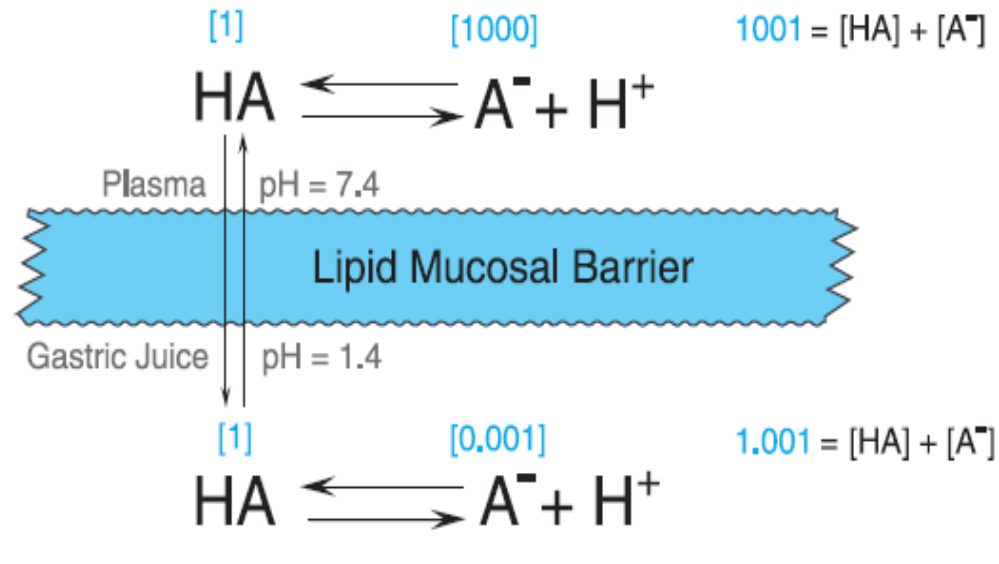 [1] [1000] 1001 = [HA] + [A⁻]
HA A⁻ + H⁺
Plasma pH = 7.4
Lipid Mucosal Barrier
Gastric Juice pH = 1.4
[1] [0.001] 1.001 = [HA] + [A⁻]
HA A⁻ + H⁺